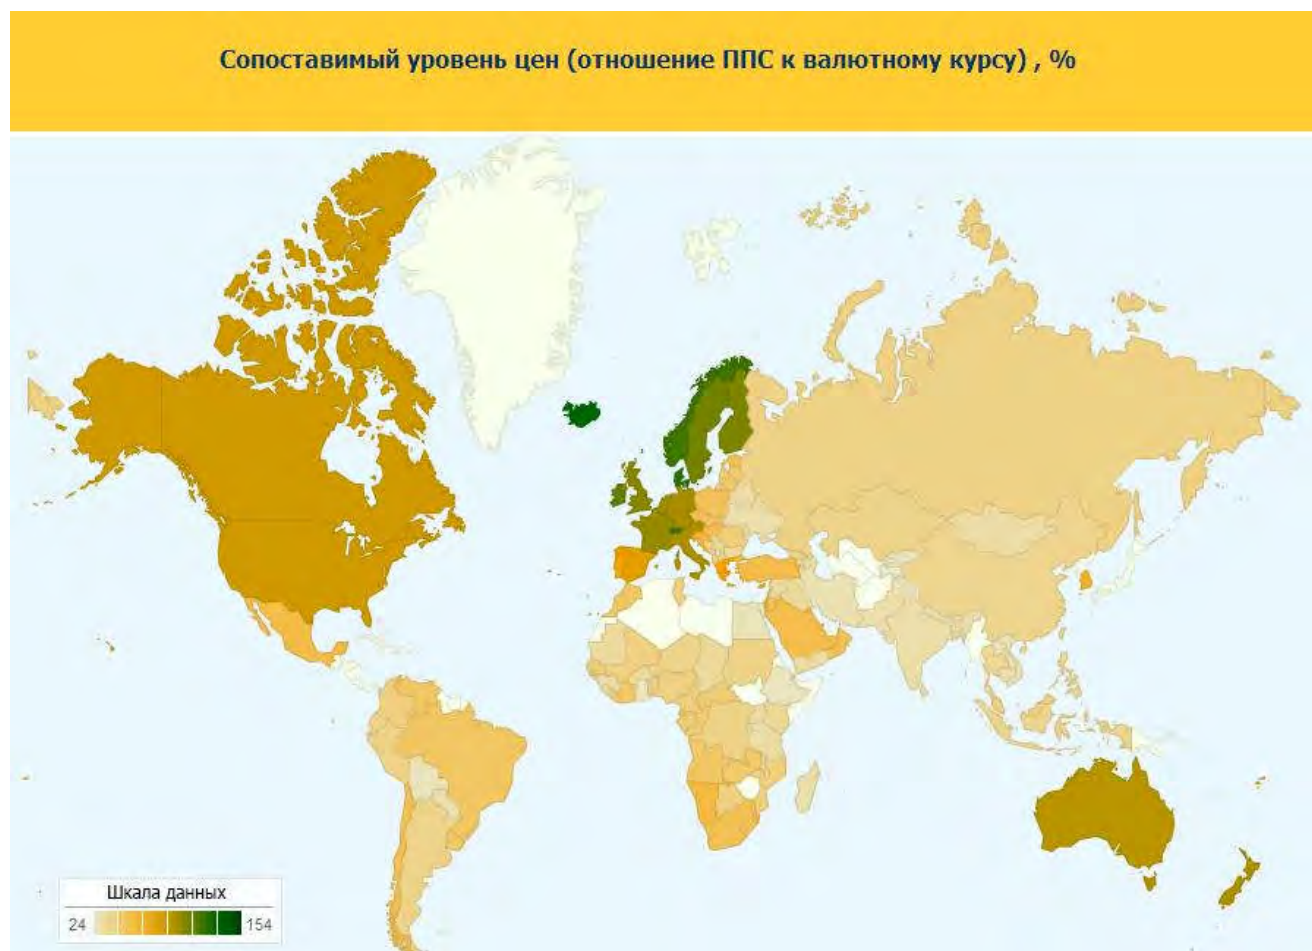 Сопоставимый уровень цен (отношение ППС к валютному курсу) , %
Шкала данных
24 154